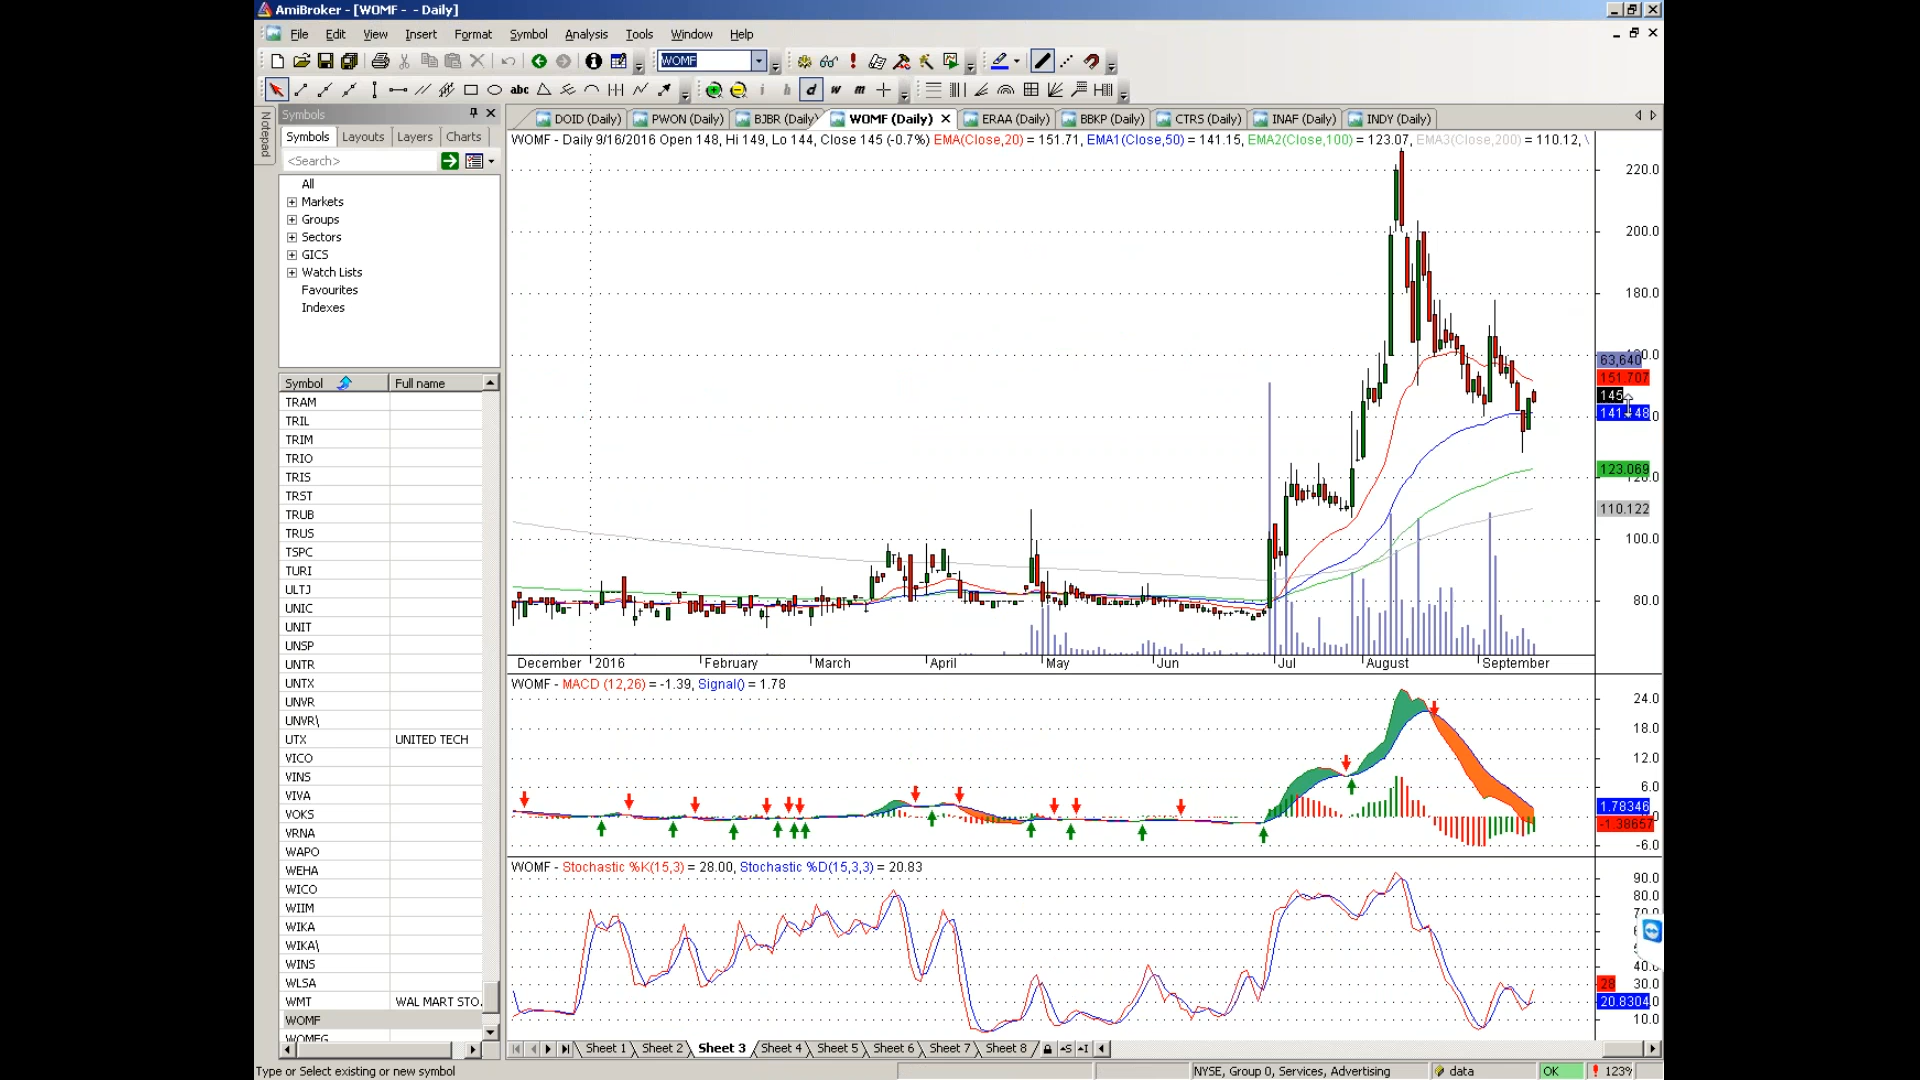 AmiBroker - [WOMF - - Daily]
File Edit View Insert Format Symbol Analysis Tools Window Help
WOMF
abc i h d w m
Notepad
Symbols
Symbols Layouts Layers Charts
<Search>
All
Markets
Groups
Sectors
GICS
Watch Lists
Favourites
Indexes
Symbol Full name
TRAM
TRIL
TRIM
TRIO
TRIS
TRST
TRUB
TRUS
TSPC
TURI
ULTJ
UNIC
UNIT
UNSP
UNTR
UNTX
UNVR
UNVR\
UTX UNITED TECH
VICO
VINS
VIVA
VOKS
VRNA
WAPO
WEHA
WICO
WIIM
WIKA
WIKA\
WINS
WLSA
WMT WAL MART STO.
WOMF
DOID (Daily) PWON (Daily) BJBR (Daily) WOMF (Daily) ERAA (Daily) BBKP (Daily) CTRS (Daily) INAF (Daily) INDY (Daily)
WOMF - Daily 9/16/2016 Open 148, Hi 149, Lo 144, Close 145 (-0.7%) EMA(Close,20) = 151.71, EMA1(Close,50) = 141.15, EMA2(Close,100) = 123.07, EMA3(Close,200) = 110.12, \
220.0
200.0
180.0
63,640
151.707
145
123.069
110.122
100.0
80.0
December 2016 February March April May Jun Jul August September
WOMF - MACD (12,26) = -1.39, Signal() = 1.78
24.0
18.0
12.0
6.0
1.78346
-1.38657
-6.0
WOMF - Stochastic %K(15,3) = 28.00, Stochastic %D(15,3,3) = 20.83
90.0
80.0
40.0
28 30.0
20.8304
10.0
Sheet 1 Sheet 2 Sheet 3 Sheet 4 Sheet 5 Sheet 6 Sheet 7 Sheet 8
Type or Select existing or new symbol NYSE, Group 0, Services, Advertising data OK 123%